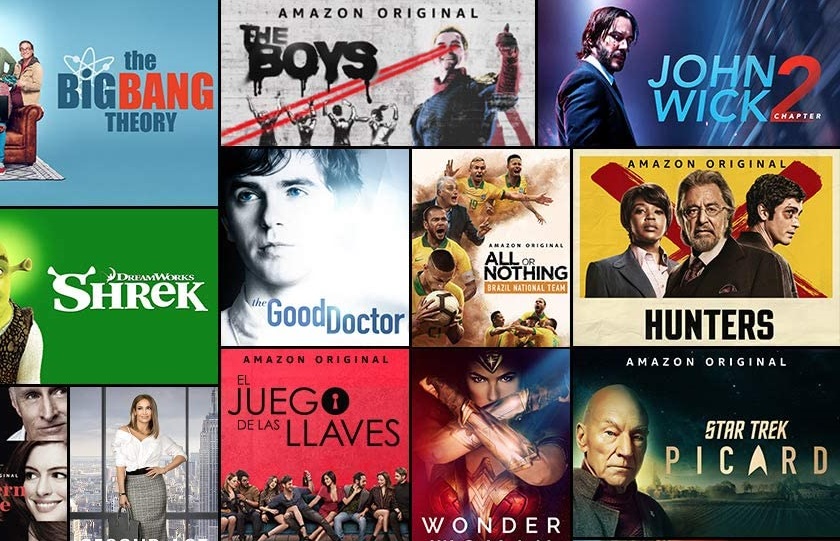 the
BIG BANG
THEORY
AMAZON ORIGINAL
THE
BOYS
JOHN
WICK 2
CHAPTER
DREAMWORKS
SHREK
the GoodDoctor
AMAZON ORIGINAL
ALL OR
NOTHING
BRAZIL NATIONAL TEAM
AMAZON ORIGINAL
HUNTERS
AMAZON ORIGINAL
EL
JUEGO
DE LAS LLAVES
WONDER
AMAZON ORIGINAL
STAR TREK
PICARD